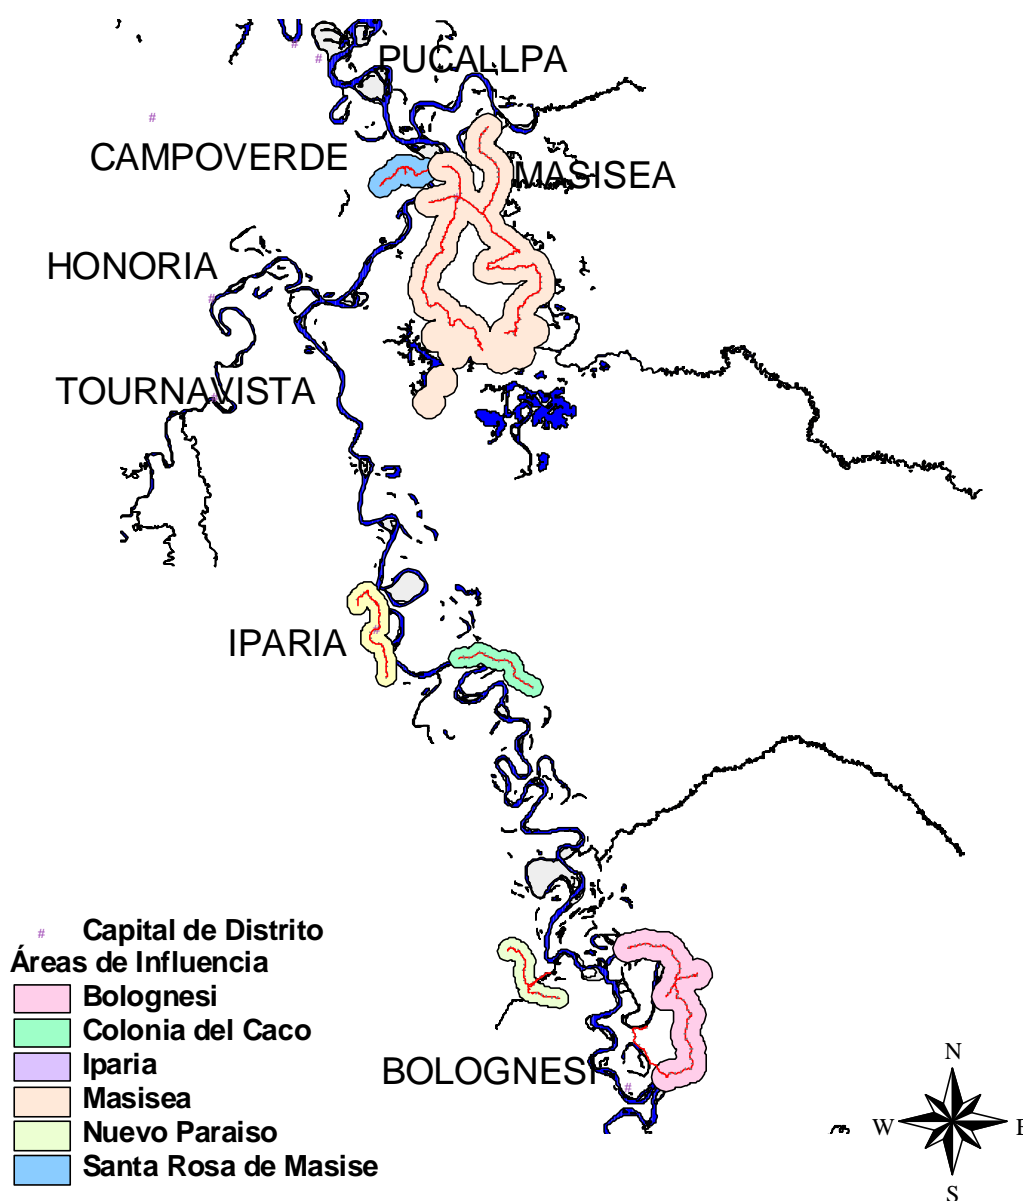 PUCALLPA
CAMPOVERDE
MASISEA
HONORIA
TOURNAVISTA
IPARIA
BOLOGNESI
# Capital de Distrito
Áreas de Influencia
Bolognesi
Colonia del Caco
Iparia
Masisea
Nuevo Paraiso
Santa Rosa de Masise
N
W E
S